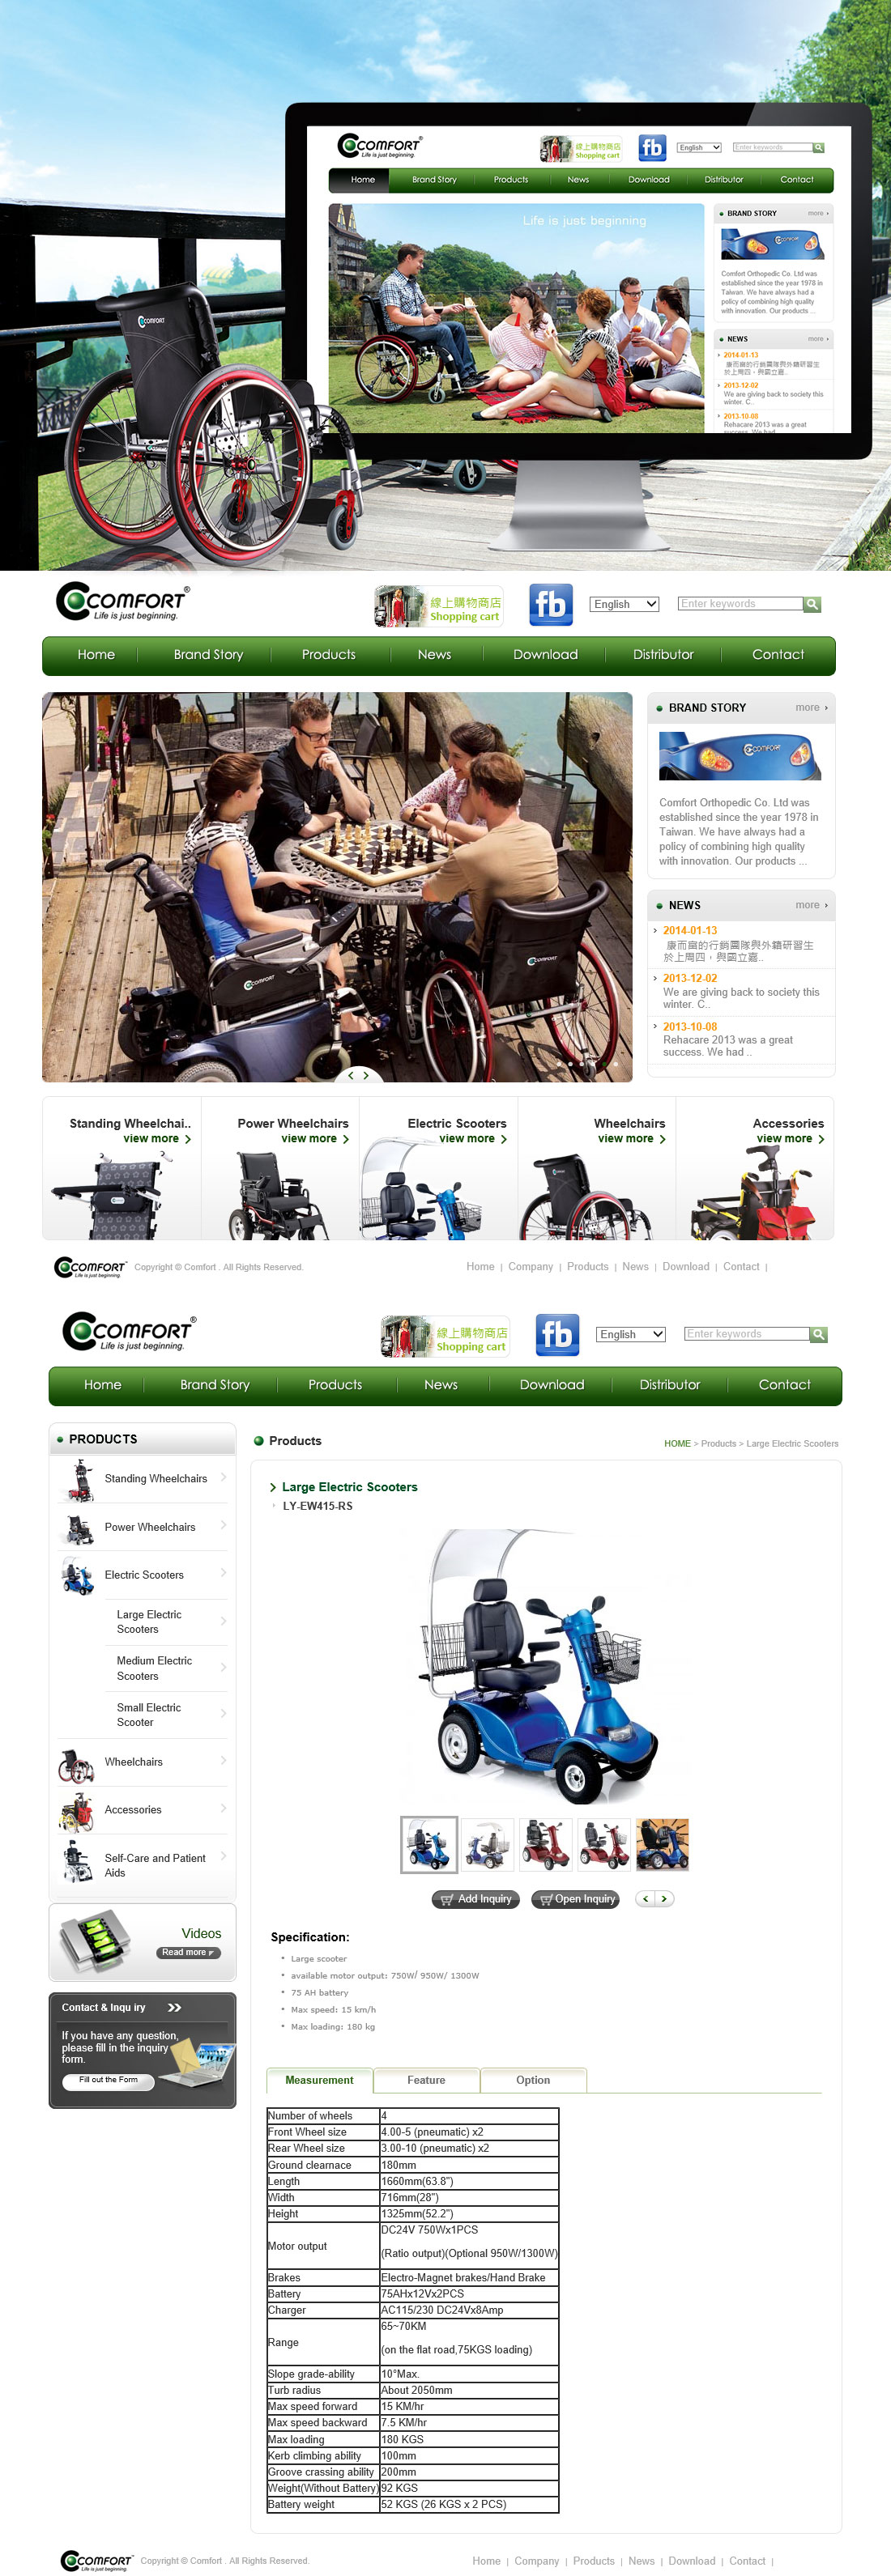 COMFORT®
Life is just beginning.
線上購物商店
Shopping cart
fb
English
Enter keywords
Home Brand Story Products News Download Distributor Contact
Life is just beginning
BRAND STORY more
COMFORT
Comfort Orthopedic Co. Ltd was
established since the year 1978 in
Taiwan. We have always had a
policy of combining high quality
with innovation. Our products ...
NEWS more
2014-01-13
康而富的行銷團隊與外籍研習生
於上周四，與國立嘉..
2013-12-02
We are giving back to society this
winter. C..
2013-10-08
Rehacare 2013 was a great
success. We had
COMFORT
COMFORT®
Life is just beginning.
線上購物商店
Shopping cart
fb
English
Enter keywords
Home Brand Story Products News Download Distributor Contact
COMFORT
COMFORT
BRAND STORY more
COMFORT
Comfort Orthopedic Co. Ltd was
established since the year 1978 in
Taiwan. We have always had a
policy of combining high quality
with innovation. Our products ...
NEWS more
2014-01-13
康而富的行銷團隊與外籍研習生
於上周四，與國立嘉..
2013-12-02
We are giving back to society this
winter. C..
2013-10-08
Rehacare 2013 was a great
success. We had ..
Standing Wheelchai.. Power Wheelchairs Electric Scooters Wheelchairs Accessories
view more view more view more view more view more
COMFORT
Life is just beginning.
Copyright © Comfort . All Rights Reserved.
Home | Company | Products | News | Download | Contact |
COMFORT®
Life is just beginning.
線上購物商店
Shopping cart
fb
English
Enter keywords
Home Brand Story Products News Download Distributor Contact
PRODUCTS
Standing Wheelchairs
Power Wheelchairs
Electric Scooters
Large Electric
Scooters
Medium Electric
Scooters
Small Electric
Scooter
Wheelchairs
Accessories
Self-Care and Patient
Aids
Videos
Read more
Contact & Inqu iry >>
If you have any question,
please fill in the inquiry
form.
Fill out the Form
Products
HOME > Products > Large Electric Scooters
Large Electric Scooters
LY-EW415-RS
Add Inquiry Open Inquiry
Specification:
• Large scooter
• available motor output: 750W/ 950W/ 1300W
• 75 AH battery
• Max speed: 15 km/h
• Max loading: 180 kg
Measurement Feature Option
Number of wheels 4
Front Wheel size 4.00-5 (pneumatic) x2
Rear Wheel size 3.00-10 (pneumatic) x2
Ground clearnace 180mm
Length 1660mm(63.8")
Width 716mm(28")
Height 1325mm(52.2")
Motor output DC24V 750Wx1PCS
(Ratio output)(Optional 950W/1300W)
Brakes Electro-Magnet brakes/Hand Brake
Battery 75AHx12Vx2PCS
Charger AC115/230 DC24Vx8Amp
Range 65~70KM
(on the flat road,75KGS loading)
Slope grade-ability 10°Max.
Turb radius About 2050mm
Max speed forward 15 KM/hr
Max speed backward 7.5 KM/hr
Max loading 180 KGS
Kerb climbing ability 100mm
Groove crassing ability 200mm
Weight(Without Battery) 92 KGS
Battery weight 52 KGS (26 KGS x 2 PCS)
COMFORT
Life is just beginning.
Copyright © Comfort . All Rights Reserved.
Home | Company | Products | News | Download | Contact |